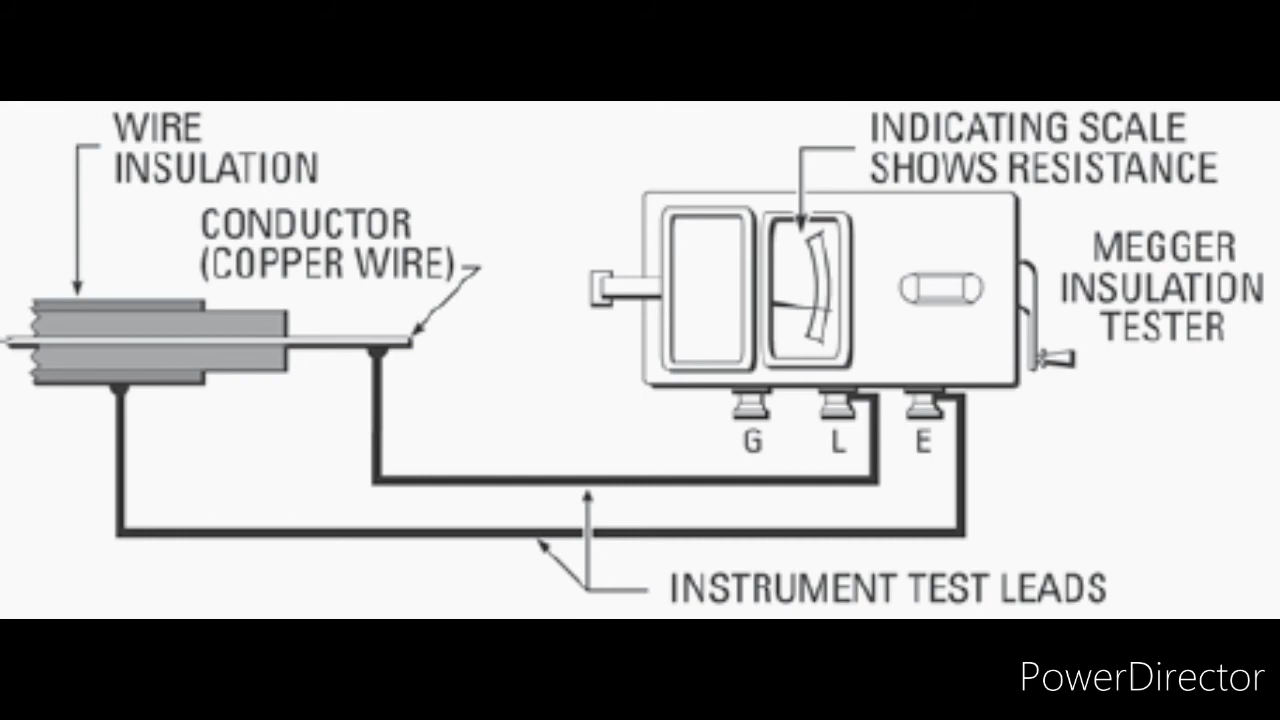 WIRE
INSULATION
CONDUCTOR
(COPPER WIRE)
INDICATING SCALE
SHOWS RESISTANCE
MEGGER
INSULATION
TESTER
G L E
INSTRUMENT TEST LEADS
PowerDirector